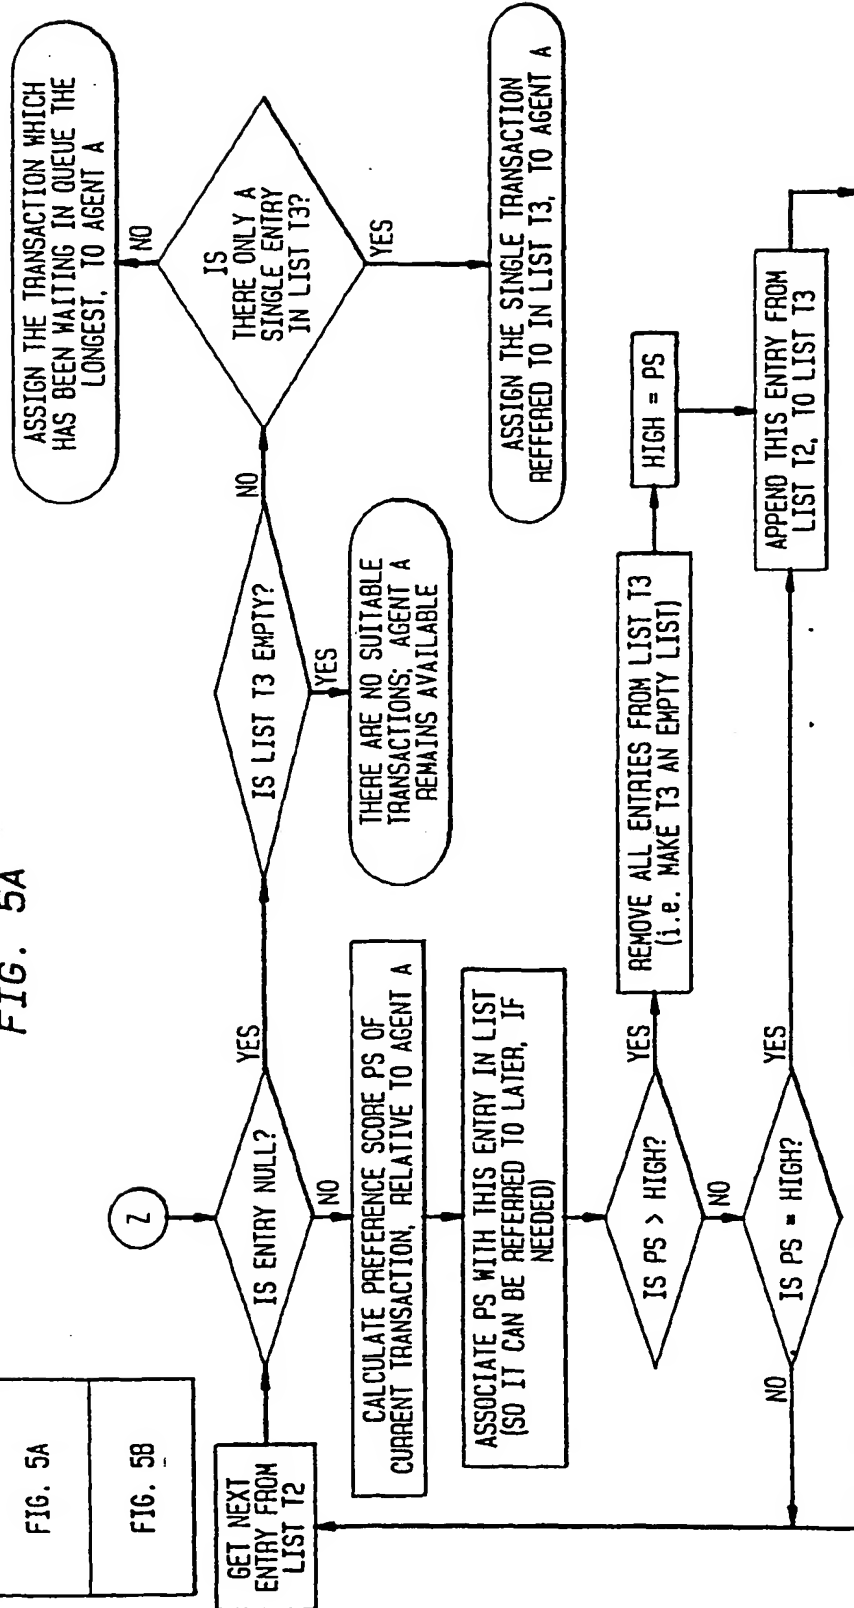 FIG. 5A
FIG. 5A
FIG. 5B
Z
GET NEXT
ENTRY FROM
LIST T2
IS ENTRY NULL?
YES
NO
IS LIST T3 EMPTY?
NO
YES
THERE ARE NO SUITABLE
TRANSACTIONS; AGENT A
REMAINS AVAILABLE
IS
THERE ONLY A
SINGLE ENTRY
IN LIST T3?
NO
YES
ASSIGN THE TRANSACTION WHICH
HAS BEEN WAITING IN QUEUE THE
LONGEST, TO AGENT A
ASSIGN THE SINGLE TRANSACTION
REFFERED TO IN LIST T3, TO AGENT A
CALCULATE PREFERENCE SCORE PS OF
CURRENT TRANSACTION, RELATIVE TO AGENT A
ASSOCIATE PS WITH THIS ENTRY IN LIST
(SO IT CAN BE REFERRED TO LATER, IF
NEEDED)
IS PS > HIGH?
YES
NO
REMOVE ALL ENTRIES FROM LIST T3
(i.e. MAKE T3 AN EMPTY LIST)
HIGH = PS
IS PS = HIGH?
YES
NO
APPEND THIS ENTRY FROM
LIST T2, TO LIST T3